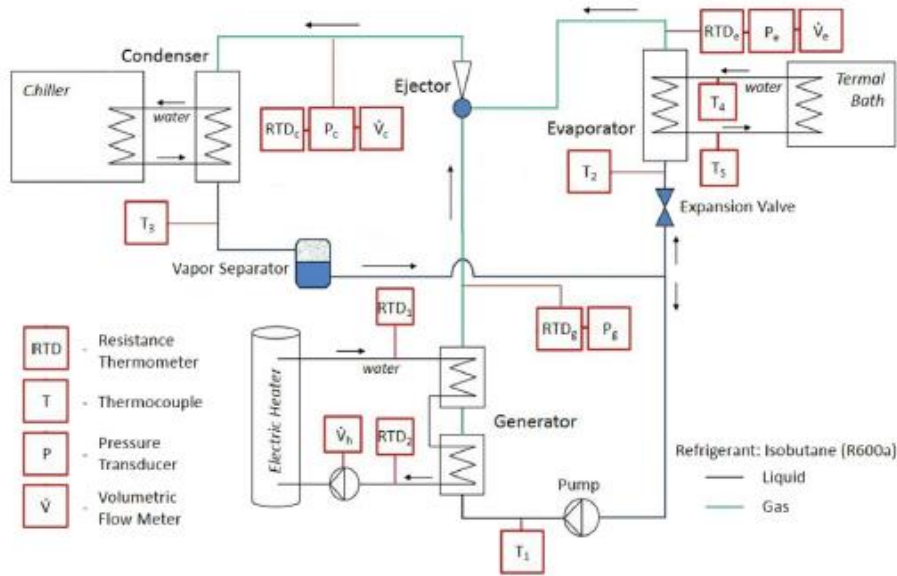 Condenser
Chiller
water
RTDc
Pc
V̇c
Ejector
RTDe
Pe
V̇e
Evaporator
water
Termal
Bath
T4
T5
T2
Expansion Valve
T3
Vapor Separator
RTD1
RTDg
Pg
water
Electric Heater
V̇h
RTD2
Generator
Pump
T1
RTD - Resistance
Thermometer
T - Thermocouple
P - Pressure
Transducer
V̇ - Volumetric
Flow Meter
Refrigerant: Isobutane (R600a)
Liquid
Gas